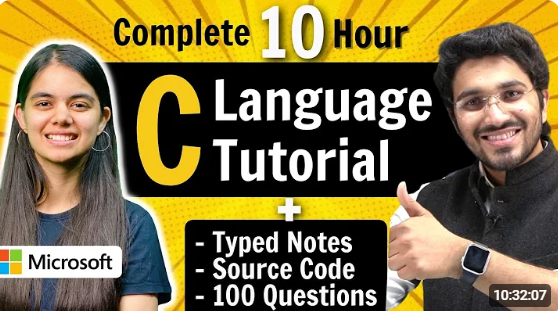 Complete 10 Hour
C Language
Tutorial
+
- Typed Notes
- Source Code
- 100 Questions
Microsoft
10:32:07